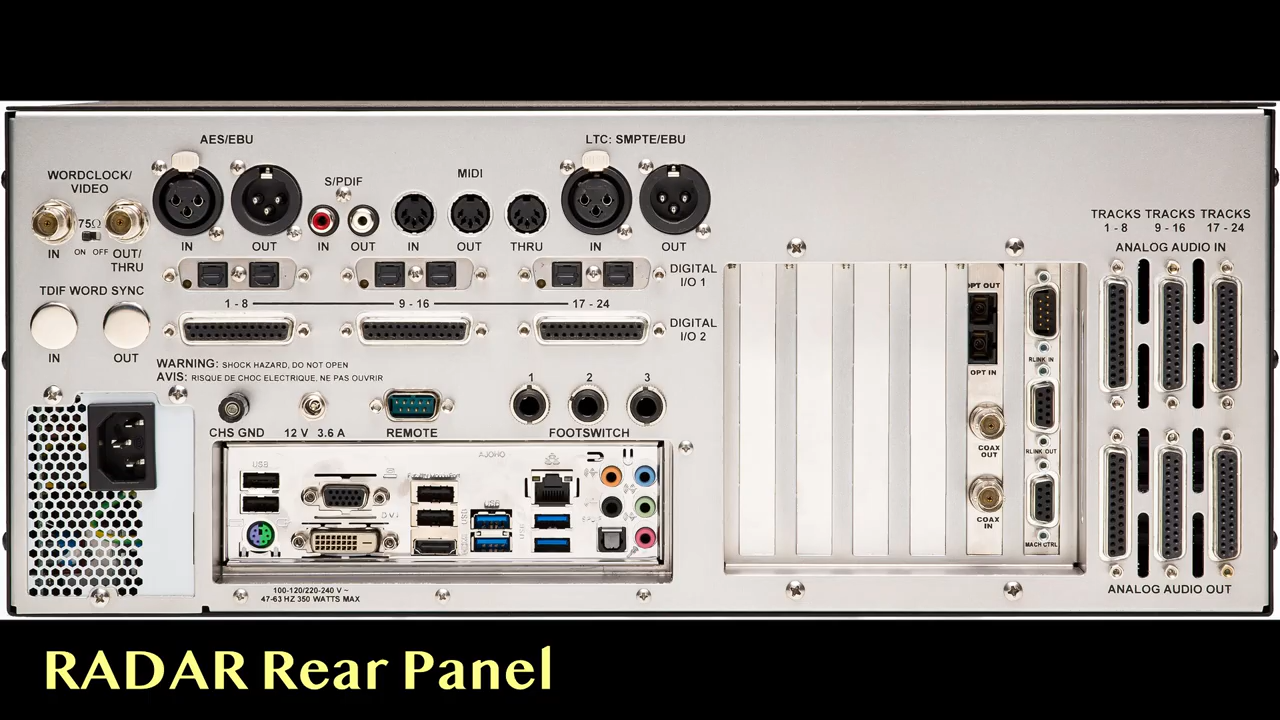 AES/EBU
LTC: SMPTE/EBU
WORDCLOCK/
VIDEO
S/PDIF
MIDI
75Ω
ON OFF
IN
OUT/
THRU
IN
OUT
IN
OUT
IN
OUT
THRU
IN
OUT
TRACKS TRACKS TRACKS
1 - 8 9 - 16 17 - 24
ANALOG AUDIO IN
DIGITAL
I/O 1
TDIF WORD SYNC
1 - 8
9 - 16
17 - 24
DIGITAL
I/O 2
IN
OUT
WARNING: SHOCK HAZARD, DO NOT OPEN
AVIS: RISQUE DE CHOC ELECTRIQUE, NE PAS OUVRIR
1
2
3
CHS GND
12 V 3.6 A
REMOTE
FOOTSWITCH
OPT OUT
OPT IN
COAX
OUT
COAX
IN
RLINK IN
RLINK OUT
MACH CTRL
USB
DVI
USB
100-120/220-240 V ~
47-63 HZ 350 WATTS MAX
ANALOG AUDIO OUT
RADAR Rear Panel